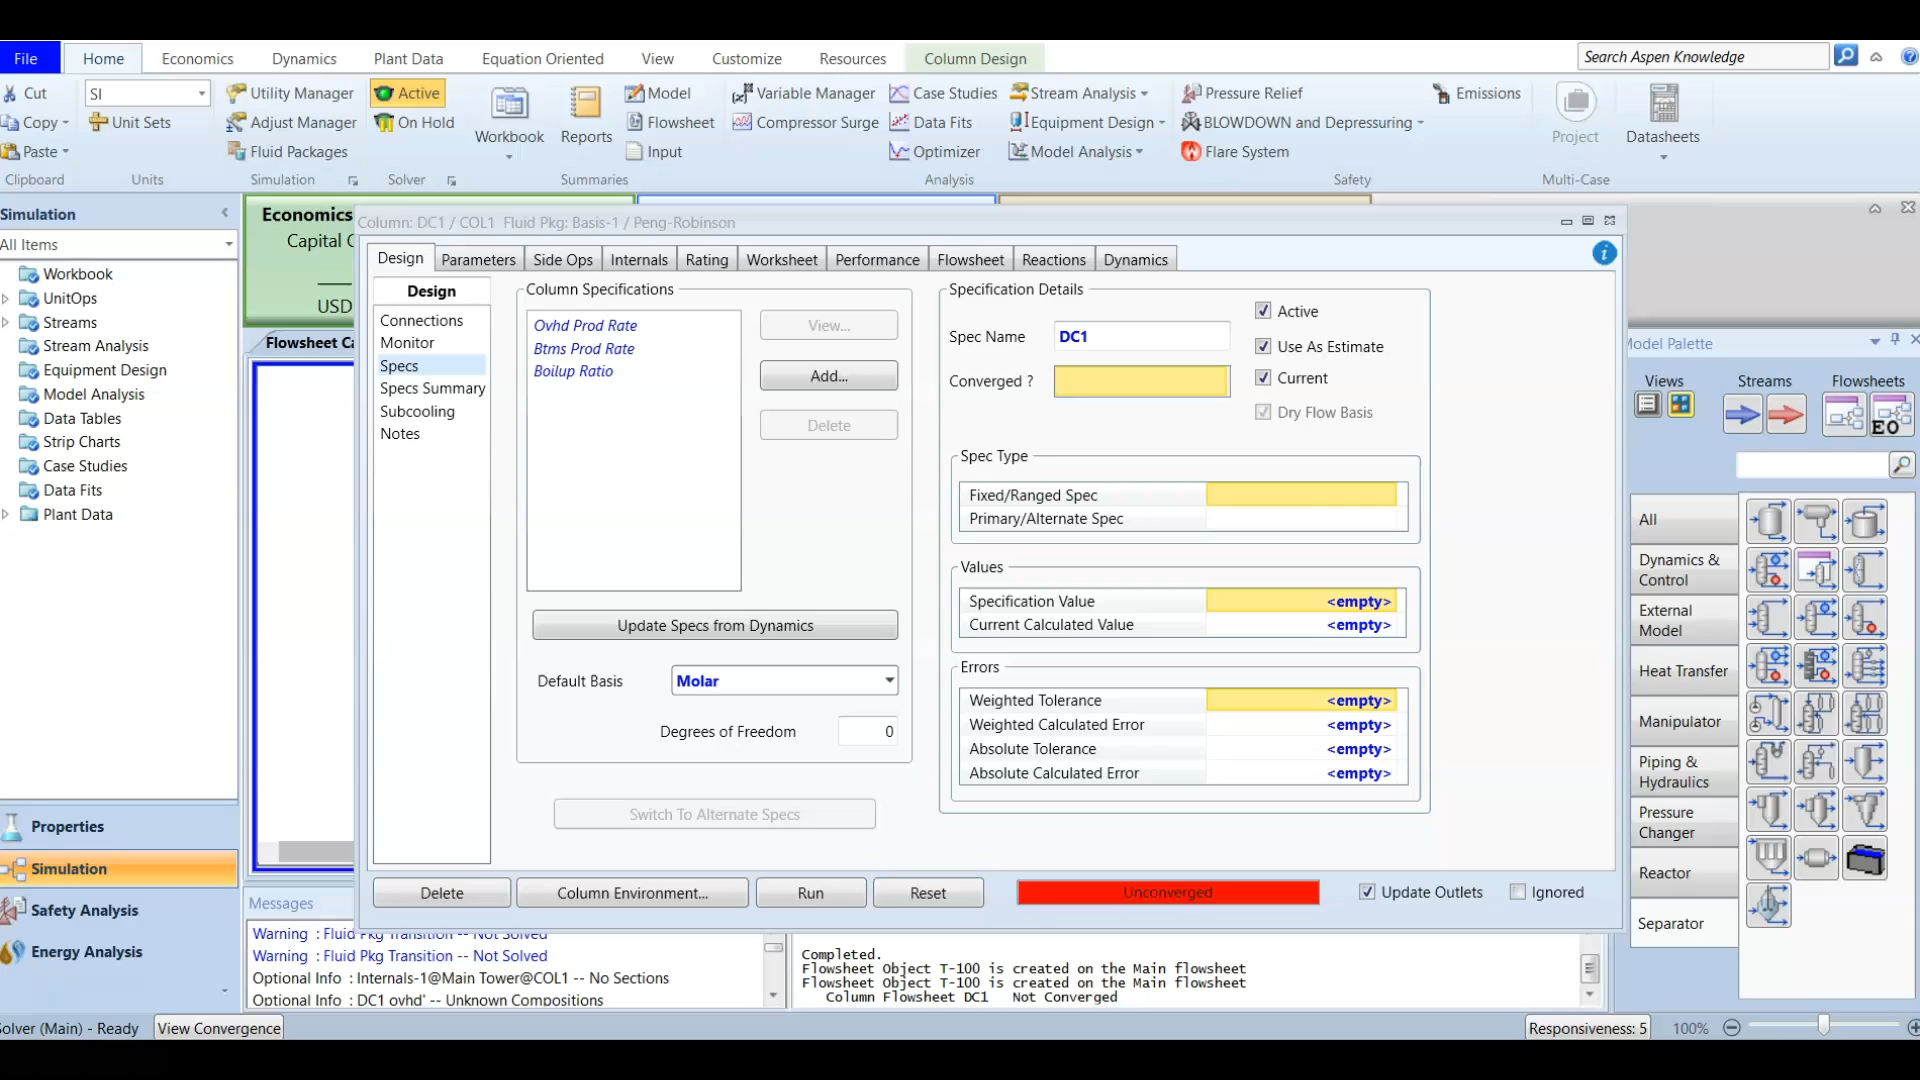 File
Home
Economics
Dynamics
Plant Data
Equation Oriented
View
Customize
Resources
Column Design
Search Aspen Knowledge
Cut
Copy
Paste
Clipboard
SI
Unit Sets
Units
Utility Manager
Adjust Manager
Fluid Packages
Simulation
Active
On Hold
Solver
Workbook
Reports
Model
Flowsheet
Input
Summaries
Variable Manager
Compressor Surge
Case Studies
Data Fits
Optimizer
Stream Analysis
Equipment Design
Model Analysis
Analysis
Pressure Relief
BLOWDOWN and Depressuring
Flare System
Emissions
Safety
Project
Multi-Case
Datasheets
Simulation
All Items
Workbook
UnitOps
Streams
Stream Analysis
Equipment Design
Model Analysis
Data Tables
Strip Charts
Case Studies
Data Fits
Plant Data
Properties
Simulation
Safety Analysis
Energy Analysis
Economics
Capital
USD
Flowsheet
Column: DC1 / COL1 Fluid Pkg: Basis-1 / Peng-Robinson
Design
Parameters
Side Ops
Internals
Rating
Worksheet
Performance
Flowsheet
Reactions
Dynamics
Design
Connections
Monitor
Specs
Specs Summary
Subcooling
Notes
Column Specifications
Ovhd Prod Rate
Btms Prod Rate
Boilup Ratio
View...
Add...
Delete
Update Specs from Dynamics
Default Basis
Molar
Degrees of Freedom
0
Switch To Alternate Specs
Specification Details
Spec Name
DC1
Converged ?
Active
Use As Estimate
Current
Dry Flow Basis
Spec Type
Fixed/Ranged Spec
Primary/Alternate Spec
Values
Specification Value <empty>
Current Calculated Value <empty>
Errors
Weighted Tolerance <empty>
Weighted Calculated Error <empty>
Absolute Tolerance <empty>
Absolute Calculated Error <empty>
Delete
Column Environment...
Run
Reset
Unconverged
Update Outlets
Ignored
Model Palette
Views
Streams
Flowsheets
EO
All
Dynamics &
Control
External
Model
Heat Transfer
Manipulator
Piping &
Hydraulics
Pressure
Changer
Reactor
Separator
Messages
Warning : Fluid Pkg Transition -- Not Solved
Warning : Fluid Pkg Transition -- Not Solved
Optional Info : Internals-1@Main Tower@COL1 -- No Sections
Optional Info : DC1 ovhd' -- Unknown Compositions
Completed.
Flowsheet Object T-100 is created on the Main flowsheet
Flowsheet Object T-100 is created on the Main flowsheet
Column Flowsheet DC1 Not Converged
Solver (Main) - Ready
View Convergence
Responsiveness: 5
100%